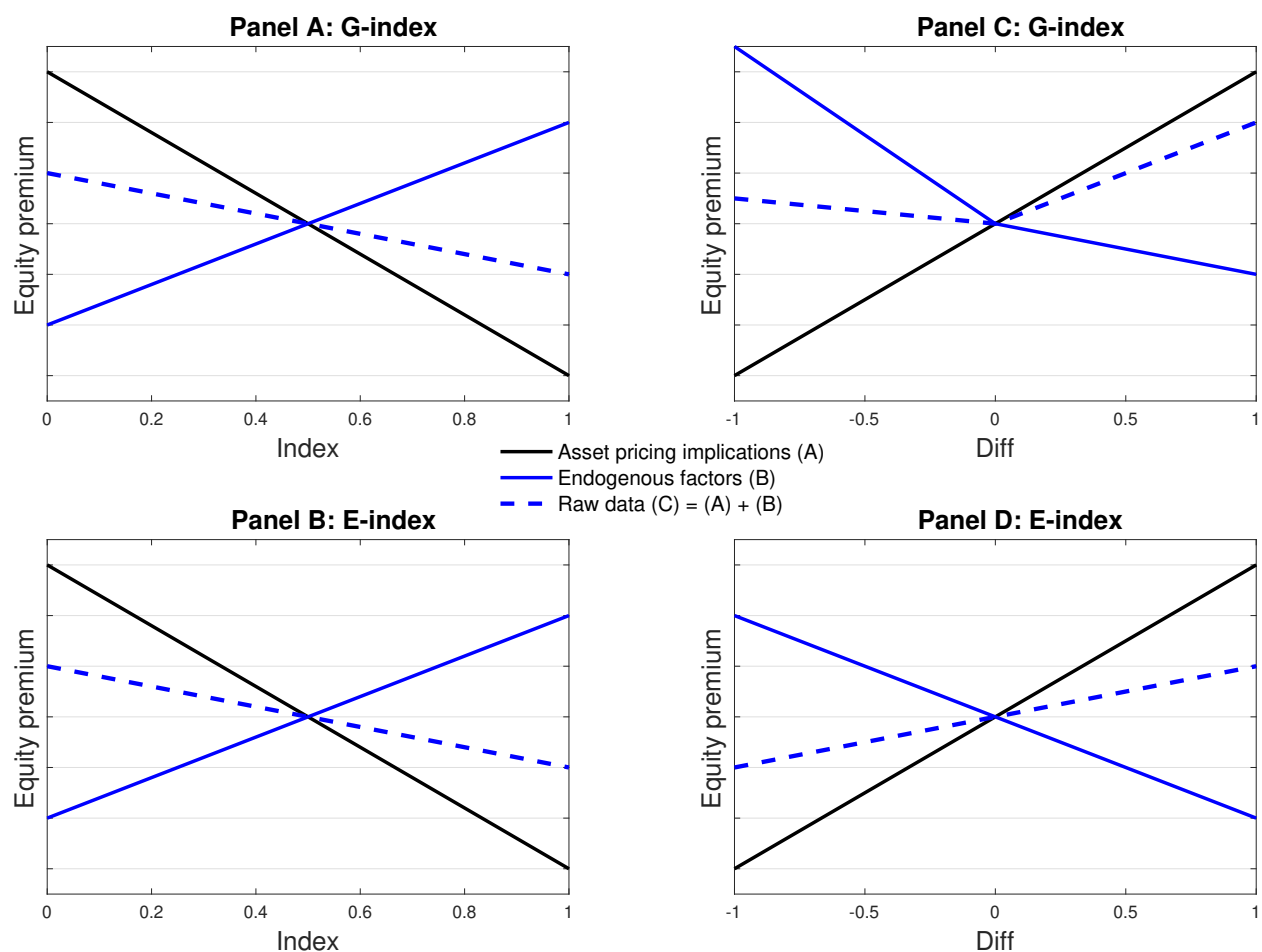 Panel A: G-index
Equity premium
0 0.2 0.4 0.6 0.8 1
Index
Panel C: G-index
Equity premium
-1 -0.5 0 0.5 1
Diff
Asset pricing implications (A)
Endogenous factors (B)
Raw data (C) = (A) + (B)
Panel B: E-index
Equity premium
0 0.2 0.4 0.6 0.8 1
Index
Panel D: E-index
Equity premium
-1 -0.5 0 0.5 1
Diff